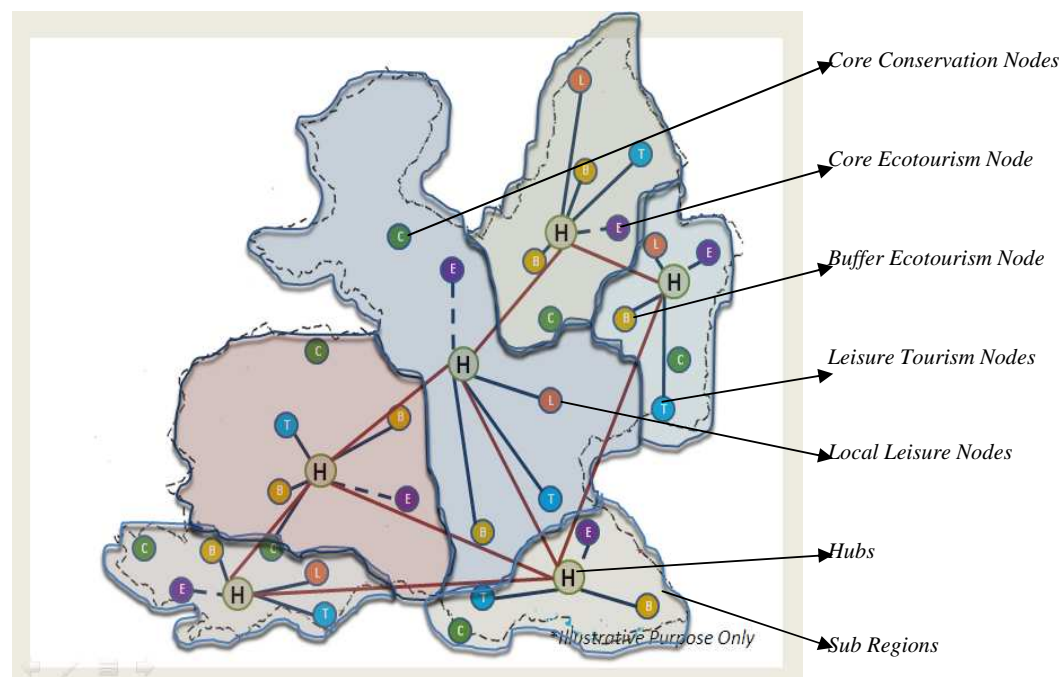 Core Conservation Nodes
L
Core Ecotourism Node
T
B
C
H
E
L
E
B
Buffer Ecotourism Node
E
H
C
B
C
C
H
Leisure Tourism Nodes
L
T
B
T
Local Leisure Nodes
H
B
E
T
B
E
C
B
C
Hubs
L
H
E
H
T
B
T
C
*Illustrative Purpose Only
Sub Regions